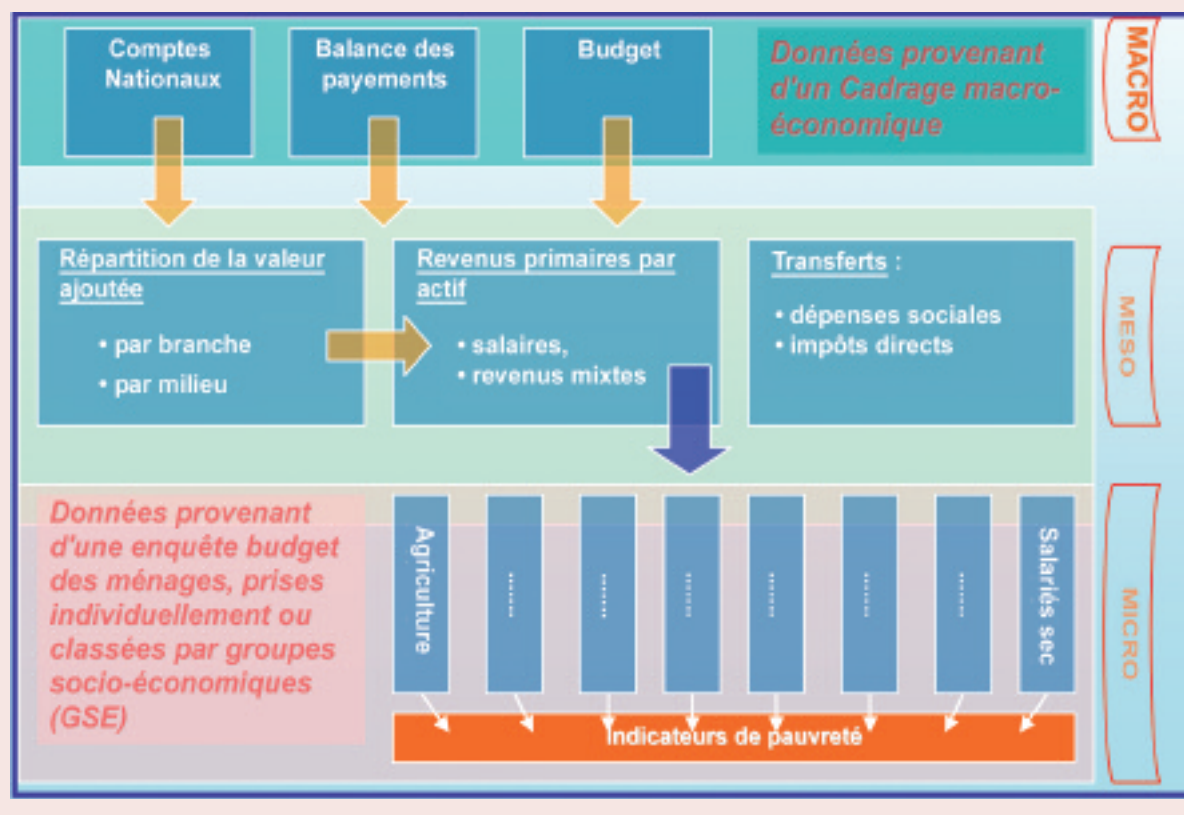 Comptes
Nationaux
Balance des
payements
Budget
Données provenant
d'un Cadrage macro-
économique
MACRO
Répartition de la valeur
ajoutée
• par branche
• par milieu
Revenus primaires par
actif
• salaires,
• revenus mixtes
Transferts :
• dépenses sociales
• impôts directs
MESO
Données provenant
d'une enquête budget
des ménages, prises
individuellement ou
classées par groupes
socio-économiques
(GSE)
Agriculture
.......
.......
......
.......
.......
.......
Salariés sec
Indicateurs de pauvreté
MICRO